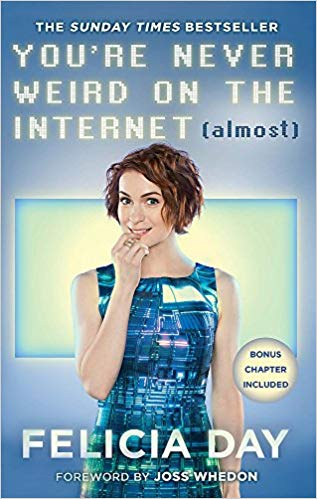 THE SUNDAY TIMES BESTSELLER
YOU'RE NEVER
WEIRD ON THE
INTERNET (almost)
BONUS
CHAPTER
INCLUDED
FELICIA DAY
FOREWORD BY JOSS WHEDON